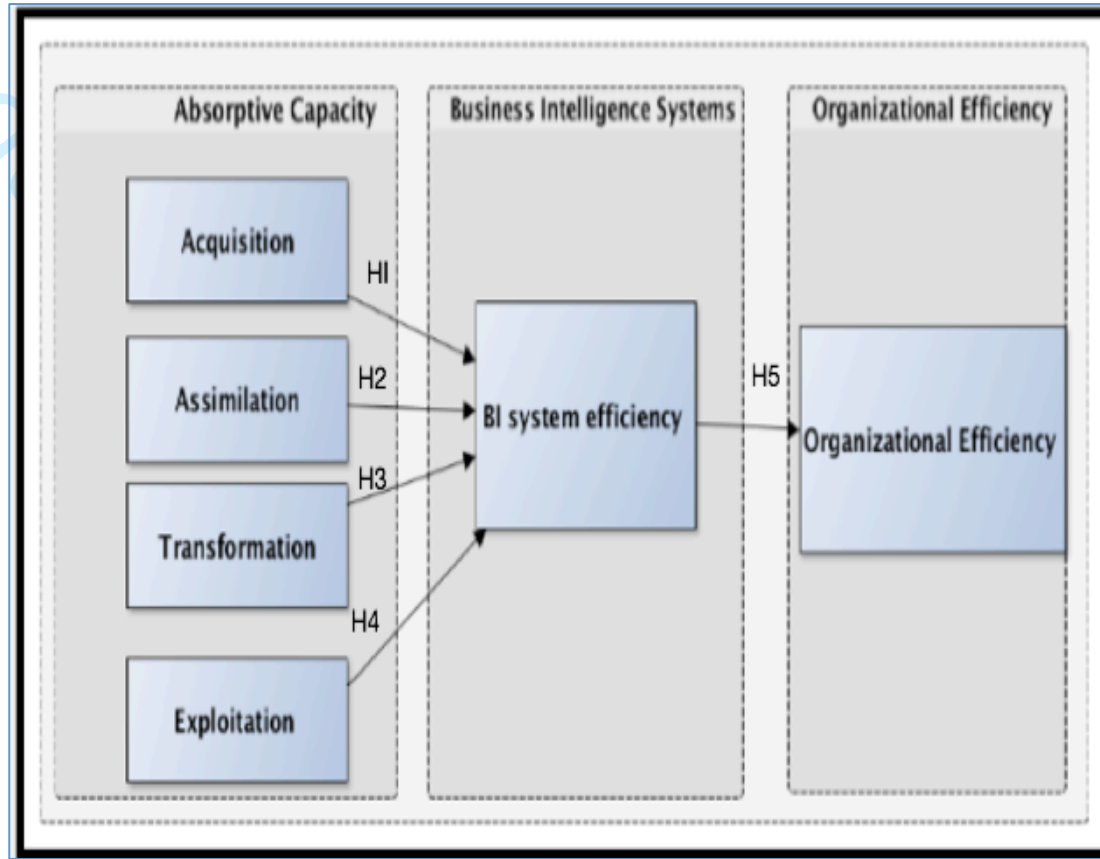 Absorptive Capacity
Business Intelligence Systems
Organizational Efficiency
Acquisition
H1
Assimilation
H2
BI system efficiency
H5
Organizational Efficiency
H3
Transformation
H4
Exploitation